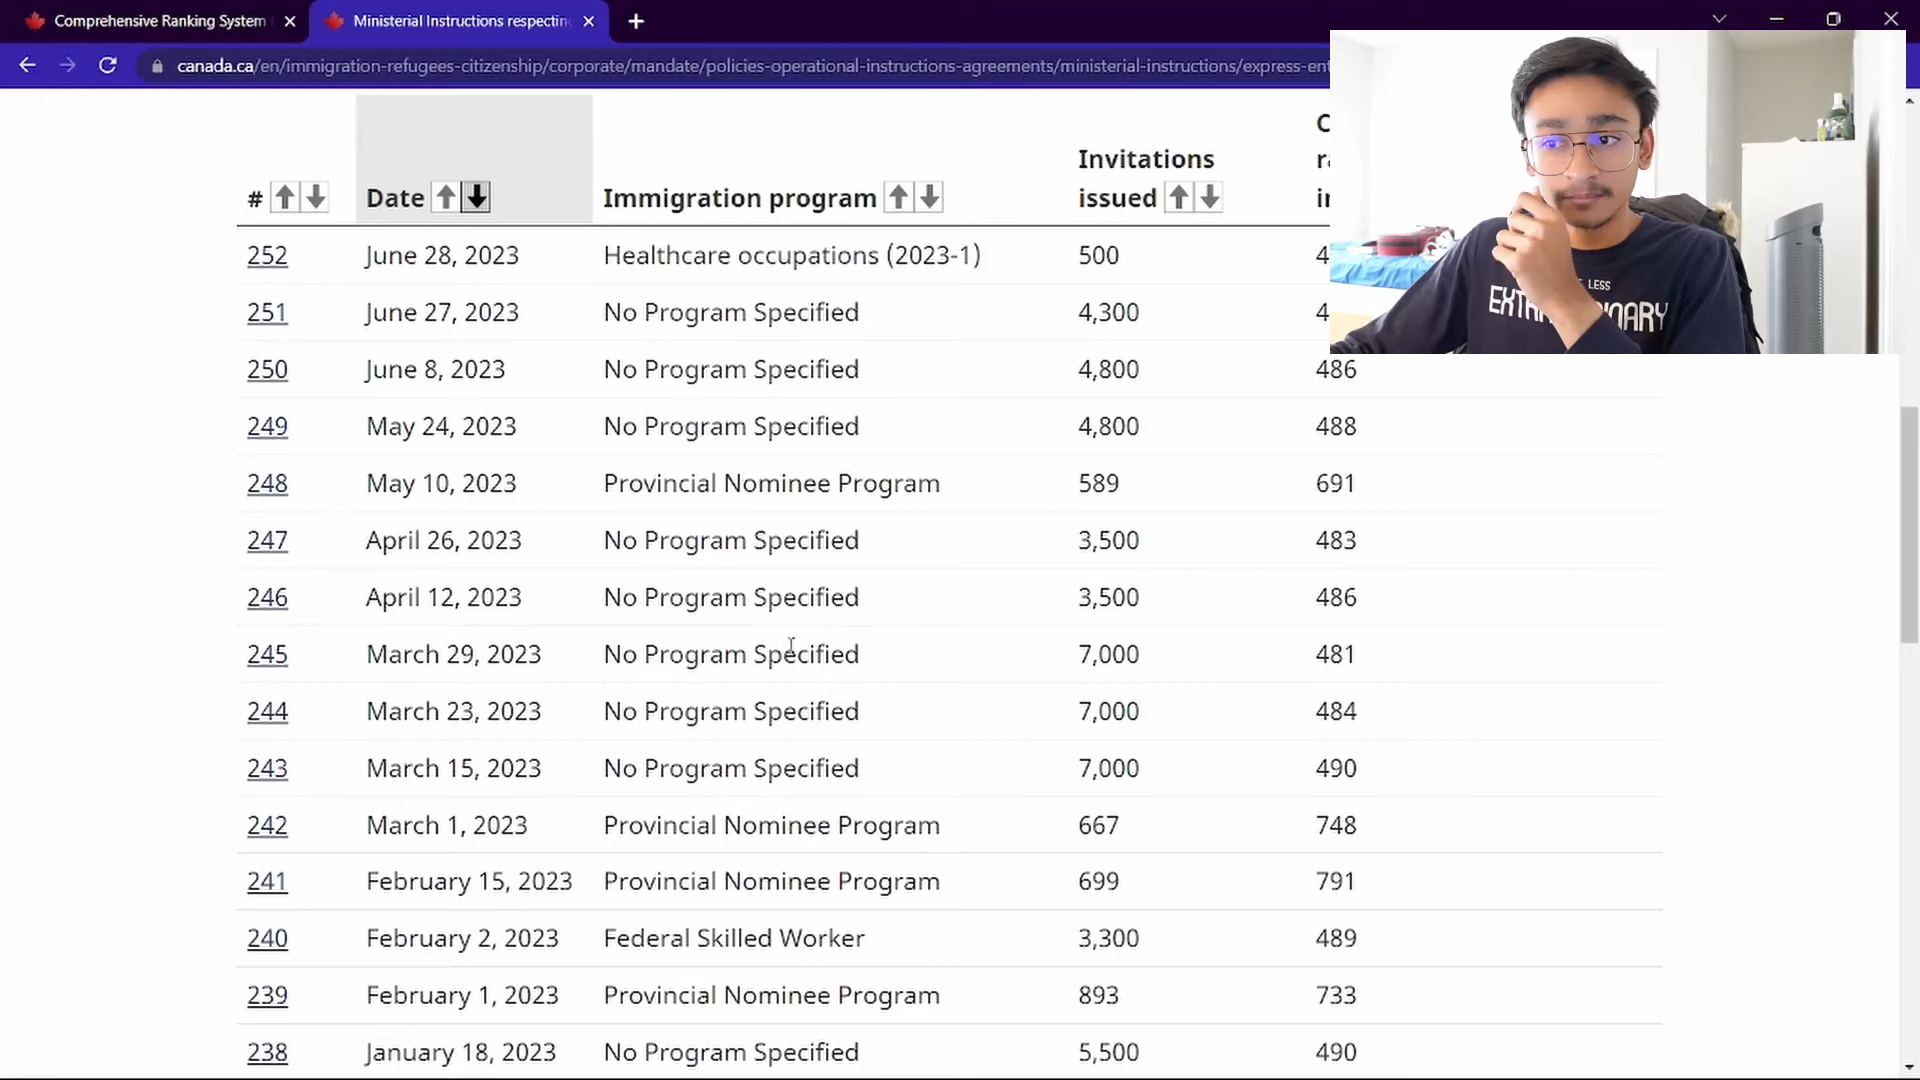 Comprehensive Ranking System
Ministerial Instructions respectin
canada.ca/en/immigration-refugees-citizenship/corporate/mandate/policies-operational-instructions-agreements/ministerial-instructions/express-ent
# Date Immigration program Invitations issued
252 June 28, 2023 Healthcare occupations (2023-1) 500 4
251 June 27, 2023 No Program Specified 4,300 4
250 June 8, 2023 No Program Specified 4,800 486
249 May 24, 2023 No Program Specified 4,800 488
248 May 10, 2023 Provincial Nominee Program 589 691
247 April 26, 2023 No Program Specified 3,500 483
246 April 12, 2023 No Program Specified 3,500 486
245 March 29, 2023 No Program Specified 7,000 481
244 March 23, 2023 No Program Specified 7,000 484
243 March 15, 2023 No Program Specified 7,000 490
242 March 1, 2023 Provincial Nominee Program 667 748
241 February 15, 2023 Provincial Nominee Program 699 791
240 February 2, 2023 Federal Skilled Worker 3,300 489
239 February 1, 2023 Provincial Nominee Program 893 733
238 January 18, 2023 No Program Specified 5,500 490
LESS